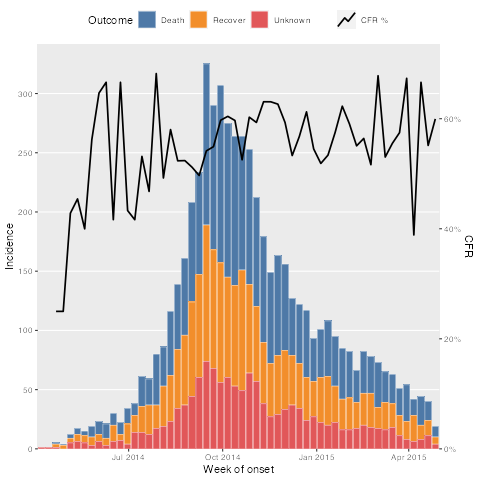 Outcome Death Recover Unknown CFR %
300
250
200
150
100
50
0
60%
40%
20%
0%
Incidence
CFR
Jul 2014 Oct 2014 Jan 2015 Apr 2015
Week of onset